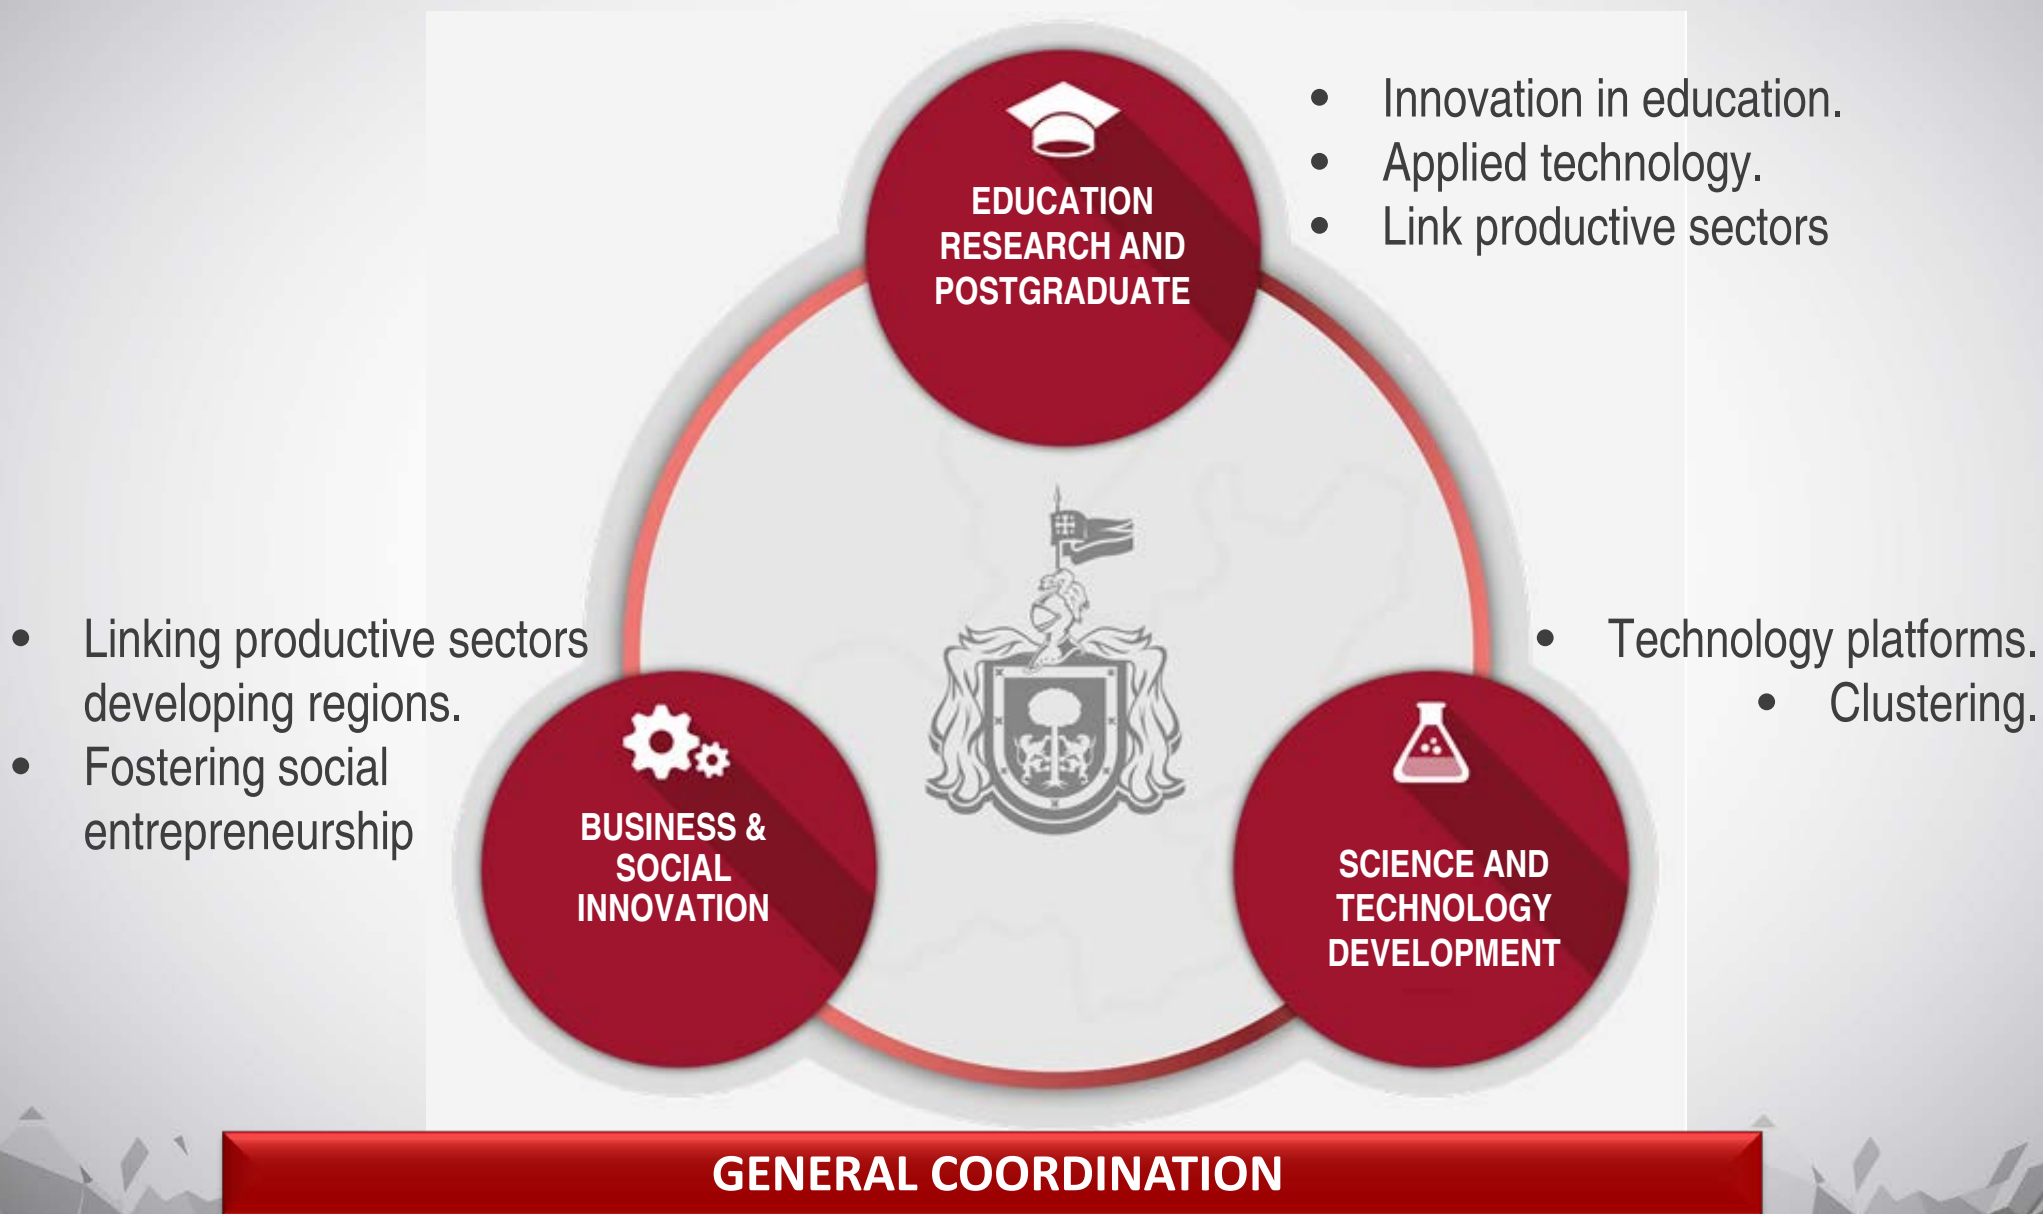 EDUCATION
RESEARCH AND
POSTGRADUATE
• Innovation in education.
• Applied technology.
• Link productive sectors
• Linking productive sectors
developing regions.
• Fostering social
entrepreneurship
BUSINESS &
SOCIAL
INNOVATION
• Technology platforms.
• Clustering.
SCIENCE AND
TECHNOLOGY
DEVELOPMENT
GENERAL COORDINATION